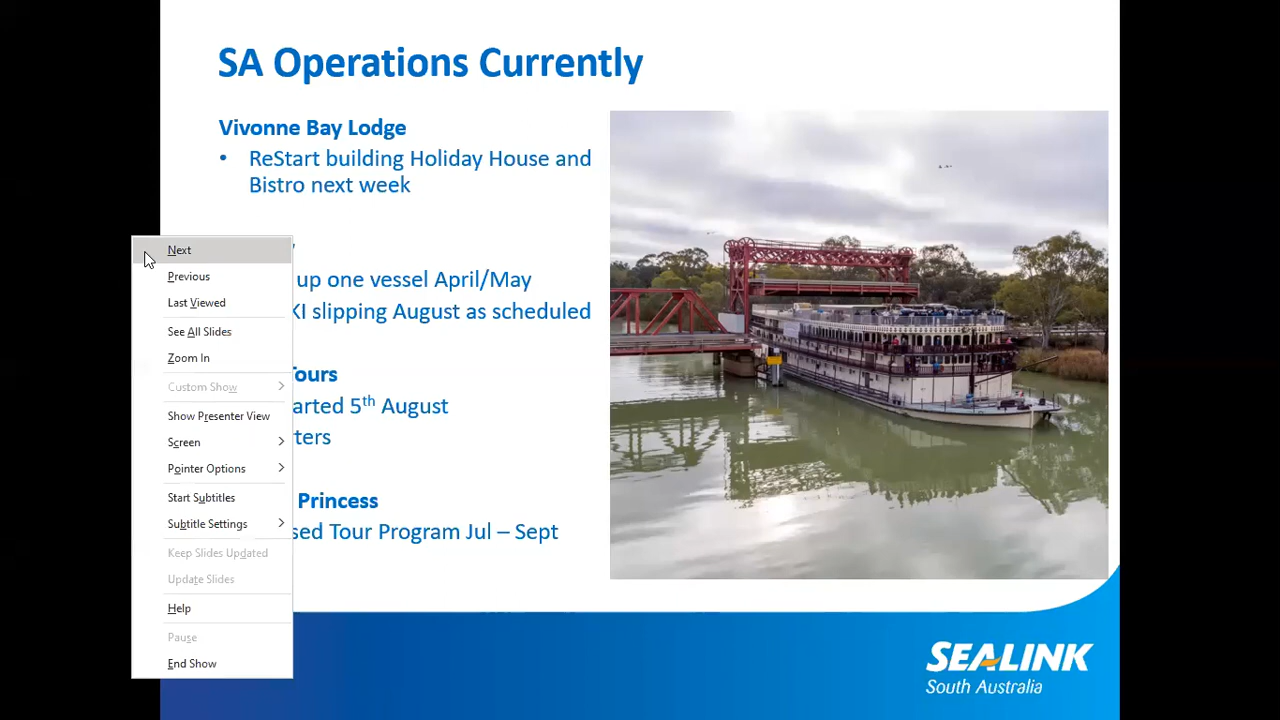 SA Operations Currently
Vivonne Bay Lodge
• ReStart building Holiday House and
Bistro next week
up one vessel April/May
KI slipping August as scheduled
Tours
arted 5th August
ters
Princess
sed Tour Program Jul – Sept
Next
Previous
Last Viewed
See All Slides
Zoom In
Custom Show
Show Presenter View
Screen
Pointer Options
Start Subtitles
Subtitle Settings
Keep Slides Updated
Update Slides
Help
Pause
End Show
SEALINK
South Australia